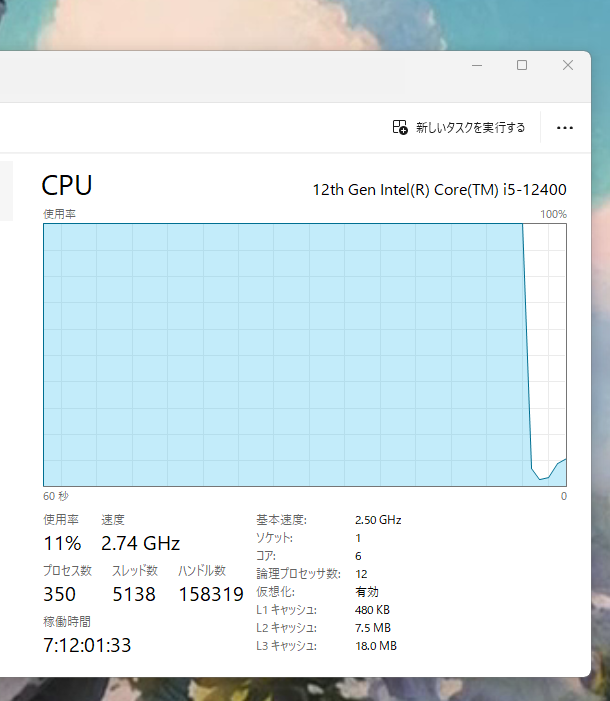 新しいタスクを実行する
CPU
12th Gen Intel(R) Core(TM) i5-12400
使用率
100%
60 秒
0
使用率
速度
11%
2.74 GHz
プロセス数
スレッド数
ハンドル数
350
5138
158319
稼働時間
7:12:01:33
基本速度:
2.50 GHz
ソケット:
1
コア:
6
論理プロセッサ数:
12
仮想化:
有効
L1 キャッシュ:
480 KB
L2 キャッシュ:
7.5 MB
L3 キャッシュ:
18.0 MB